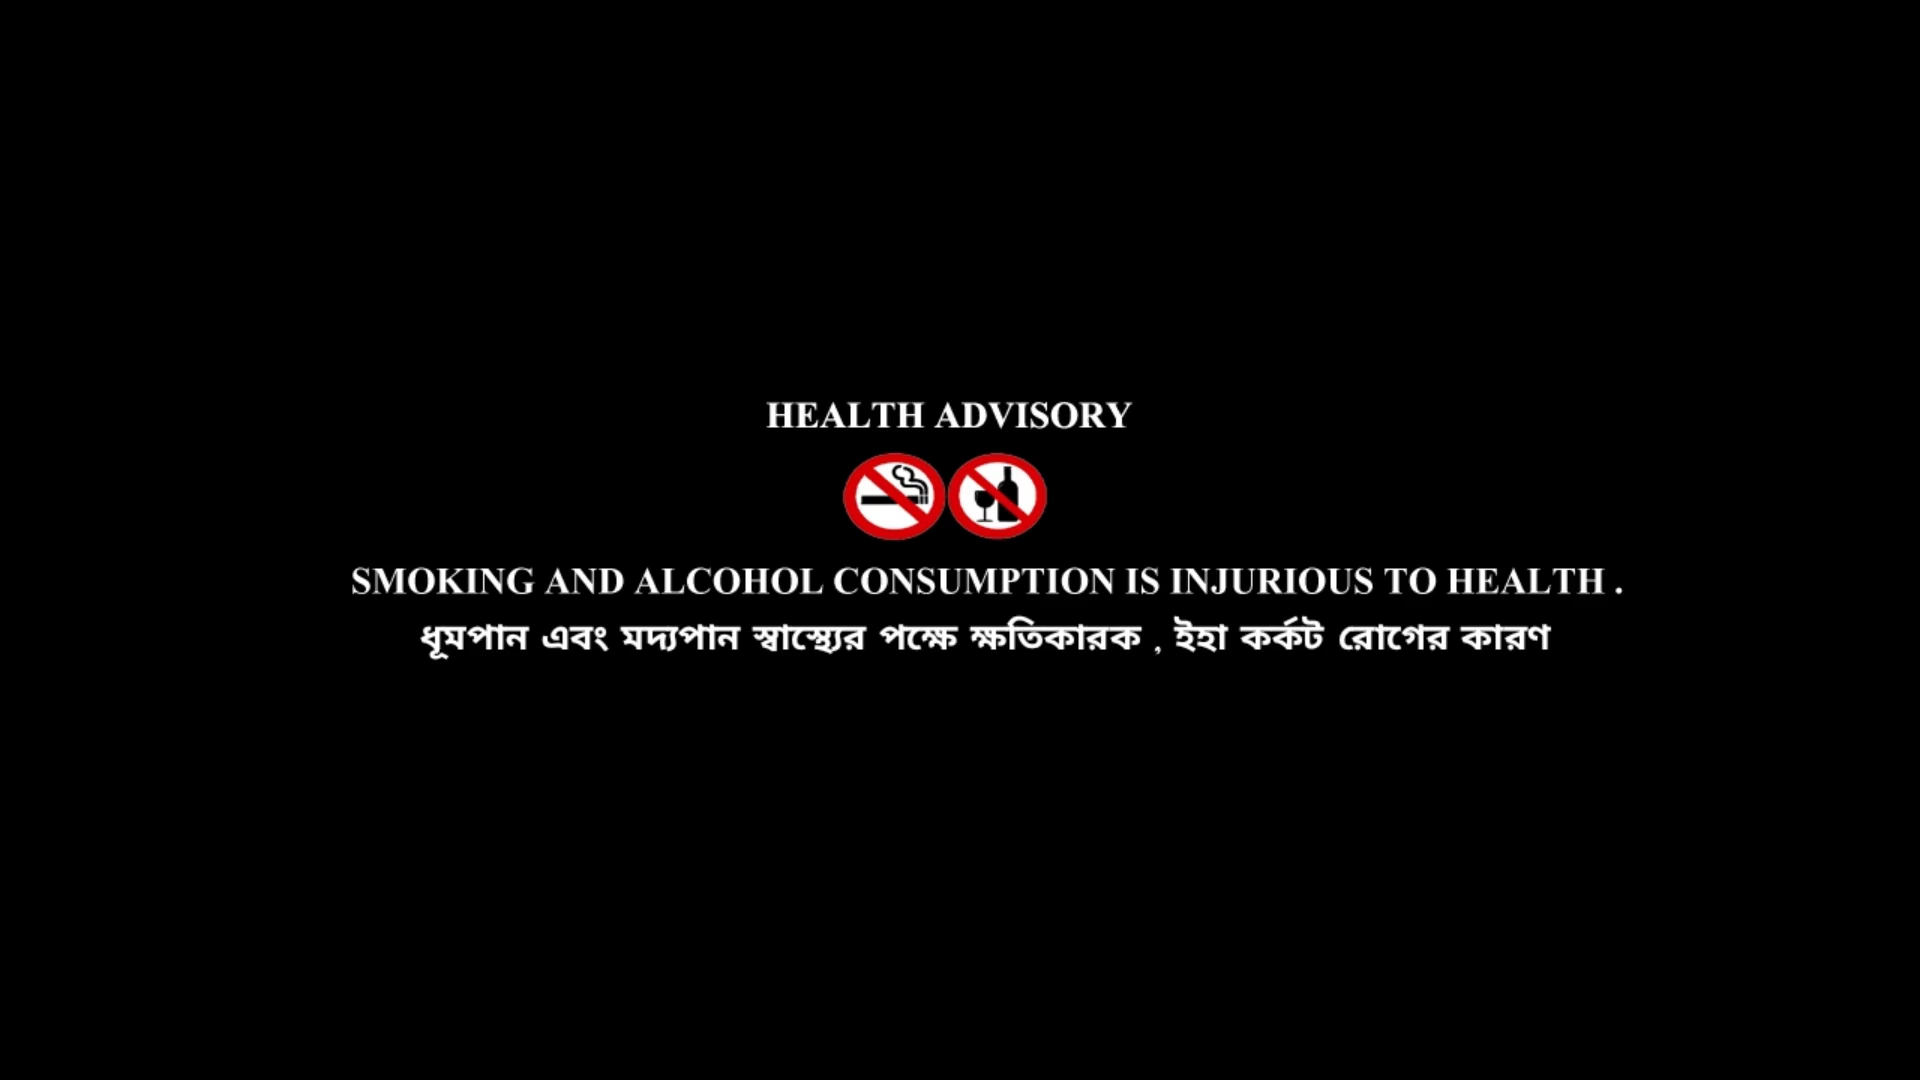 HEALTH ADVISORY
SMOKING AND ALCOHOL CONSUMPTION IS INJURIOUS TO HEALTH .
ধূমপান এবং মদ্যপান স্বাস্থ্যের পক্ষে ক্ষতিকারক , ইহা কর্কট রোগের কারণ